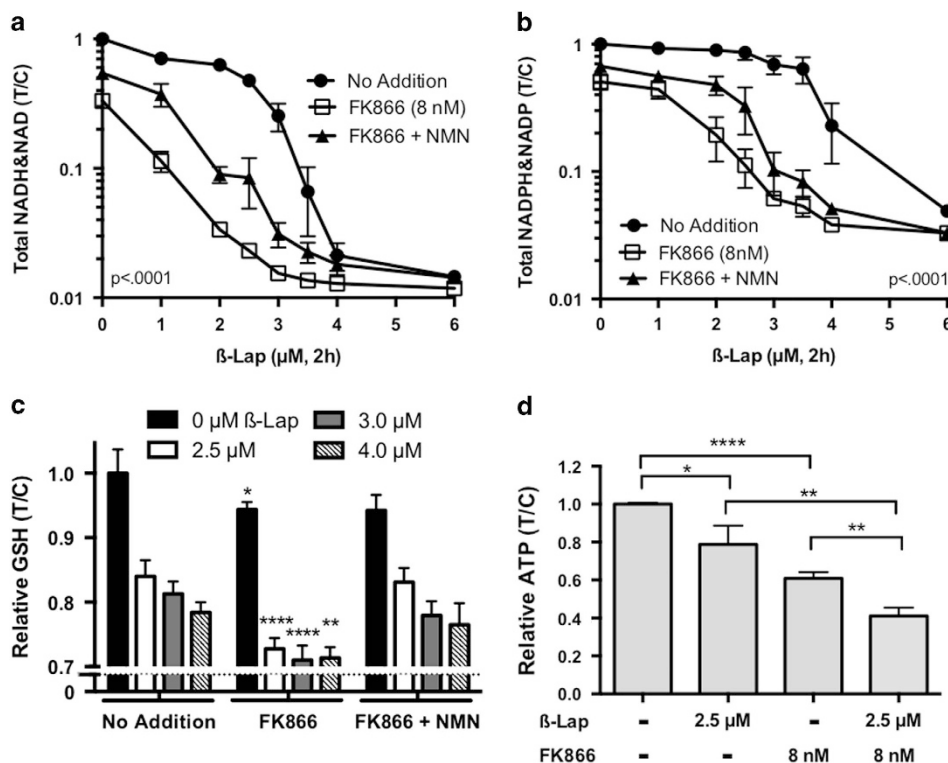 a
Total NADH&NAD (T/C)
1
0.1
0.01
No Addition
FK866 (8 nM)
FK866 + NMN
p<.0001
0 1 2 3 4 5 6
ß-Lap (µM, 2h)
b
Total NADPH&NADP (T/C)
1
0.1
0.01
No Addition
FK866 (8nM)
FK866 + NMN
p<.0001
0 1 2 3 4 5 6
ß-Lap (µM, 2h)
c
0 µM ß-Lap
2.5 µM
3.0 µM
4.0 µM
Relative GSH (T/C)
1.0
0.9
0.8
0.7
0
*
**** **** **
No Addition FK866 FK866 + NMN
d
Relative ATP (T/C)
1.2
1.0
0.8
0.6
0.4
0.2
0.0
****
*
**
**
ß-Lap - 2.5 µM - 2.5 µM
FK866 - - 8 nM 8 nM